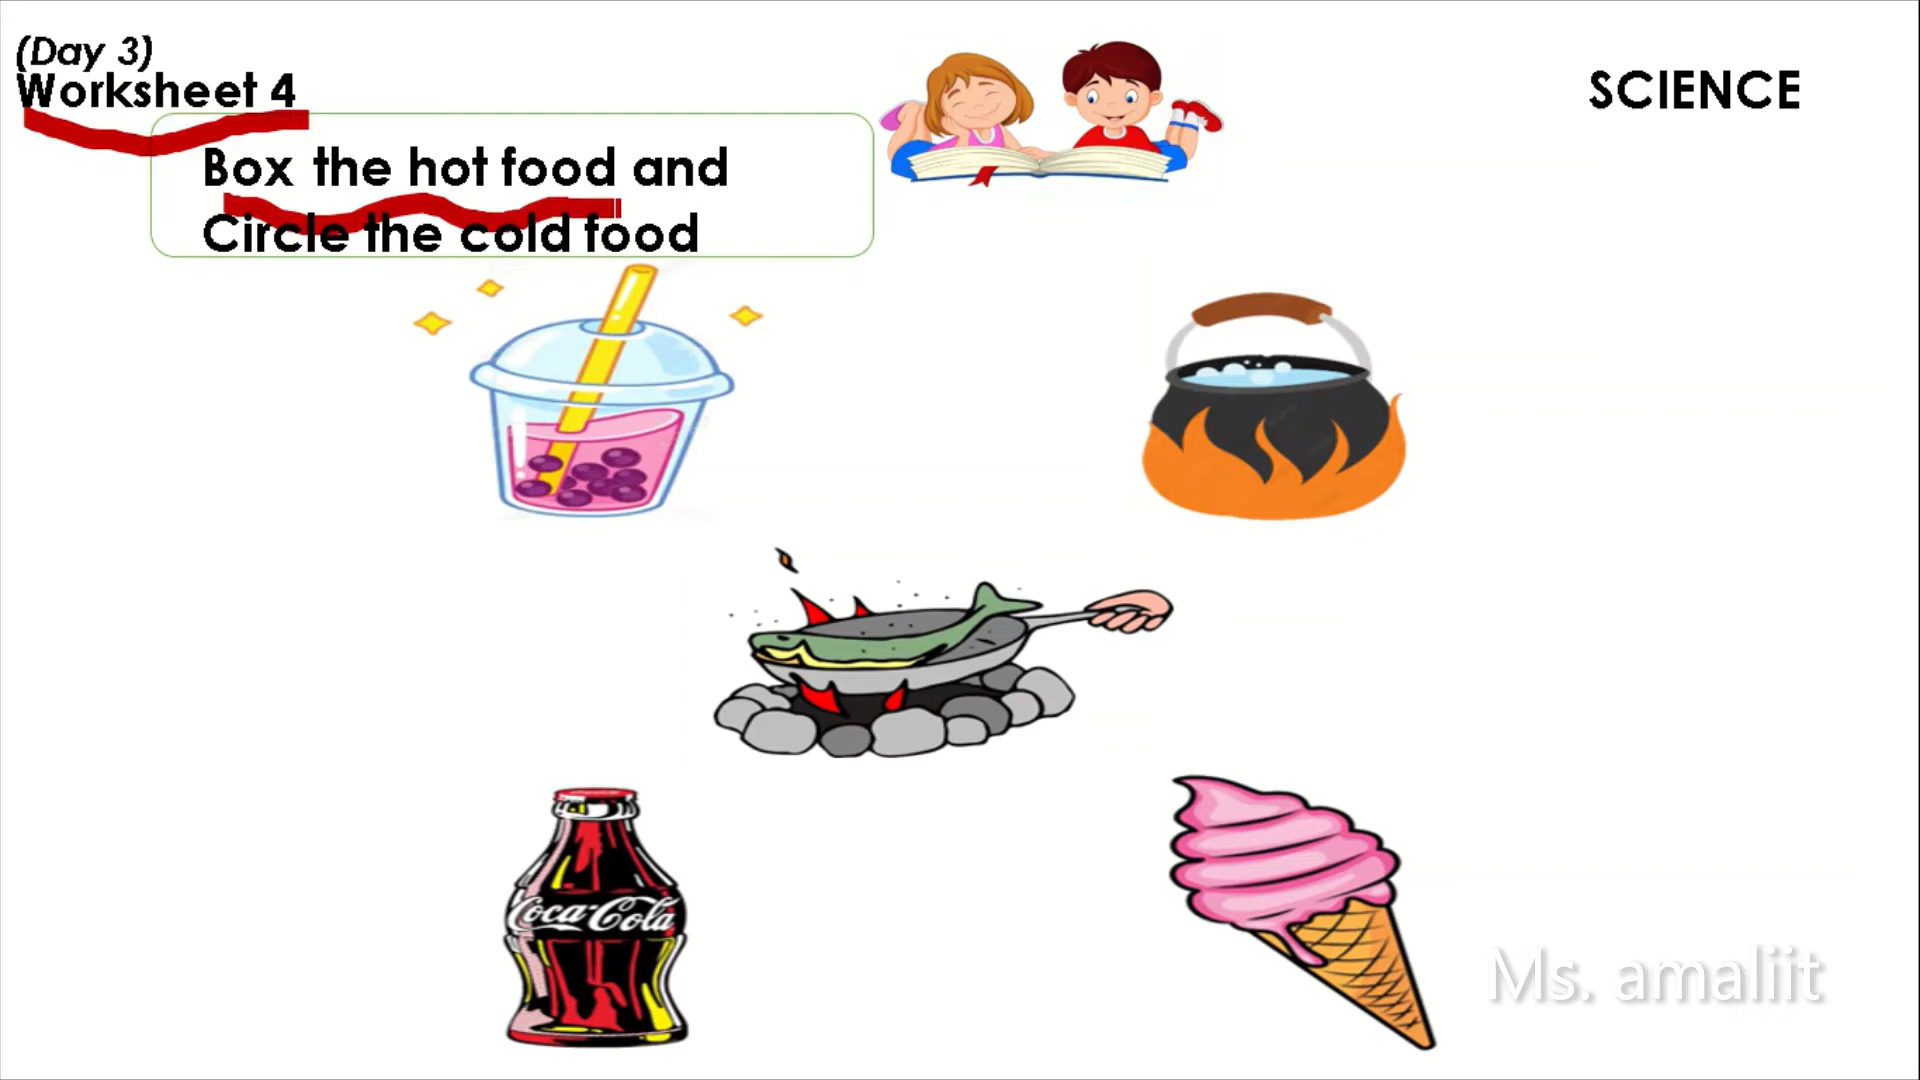 (Day 3)
Worksheet 4
SCIENCE
Box the hot food and
Circle the cold food
Coca-Cola
Ms. amaliit